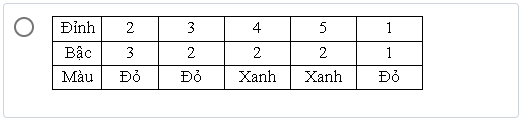 Đỉnh 2 3 4 5 1
Bậc 3 2 2 2 1
Màu Đỏ Đỏ Xanh Xanh Đỏ